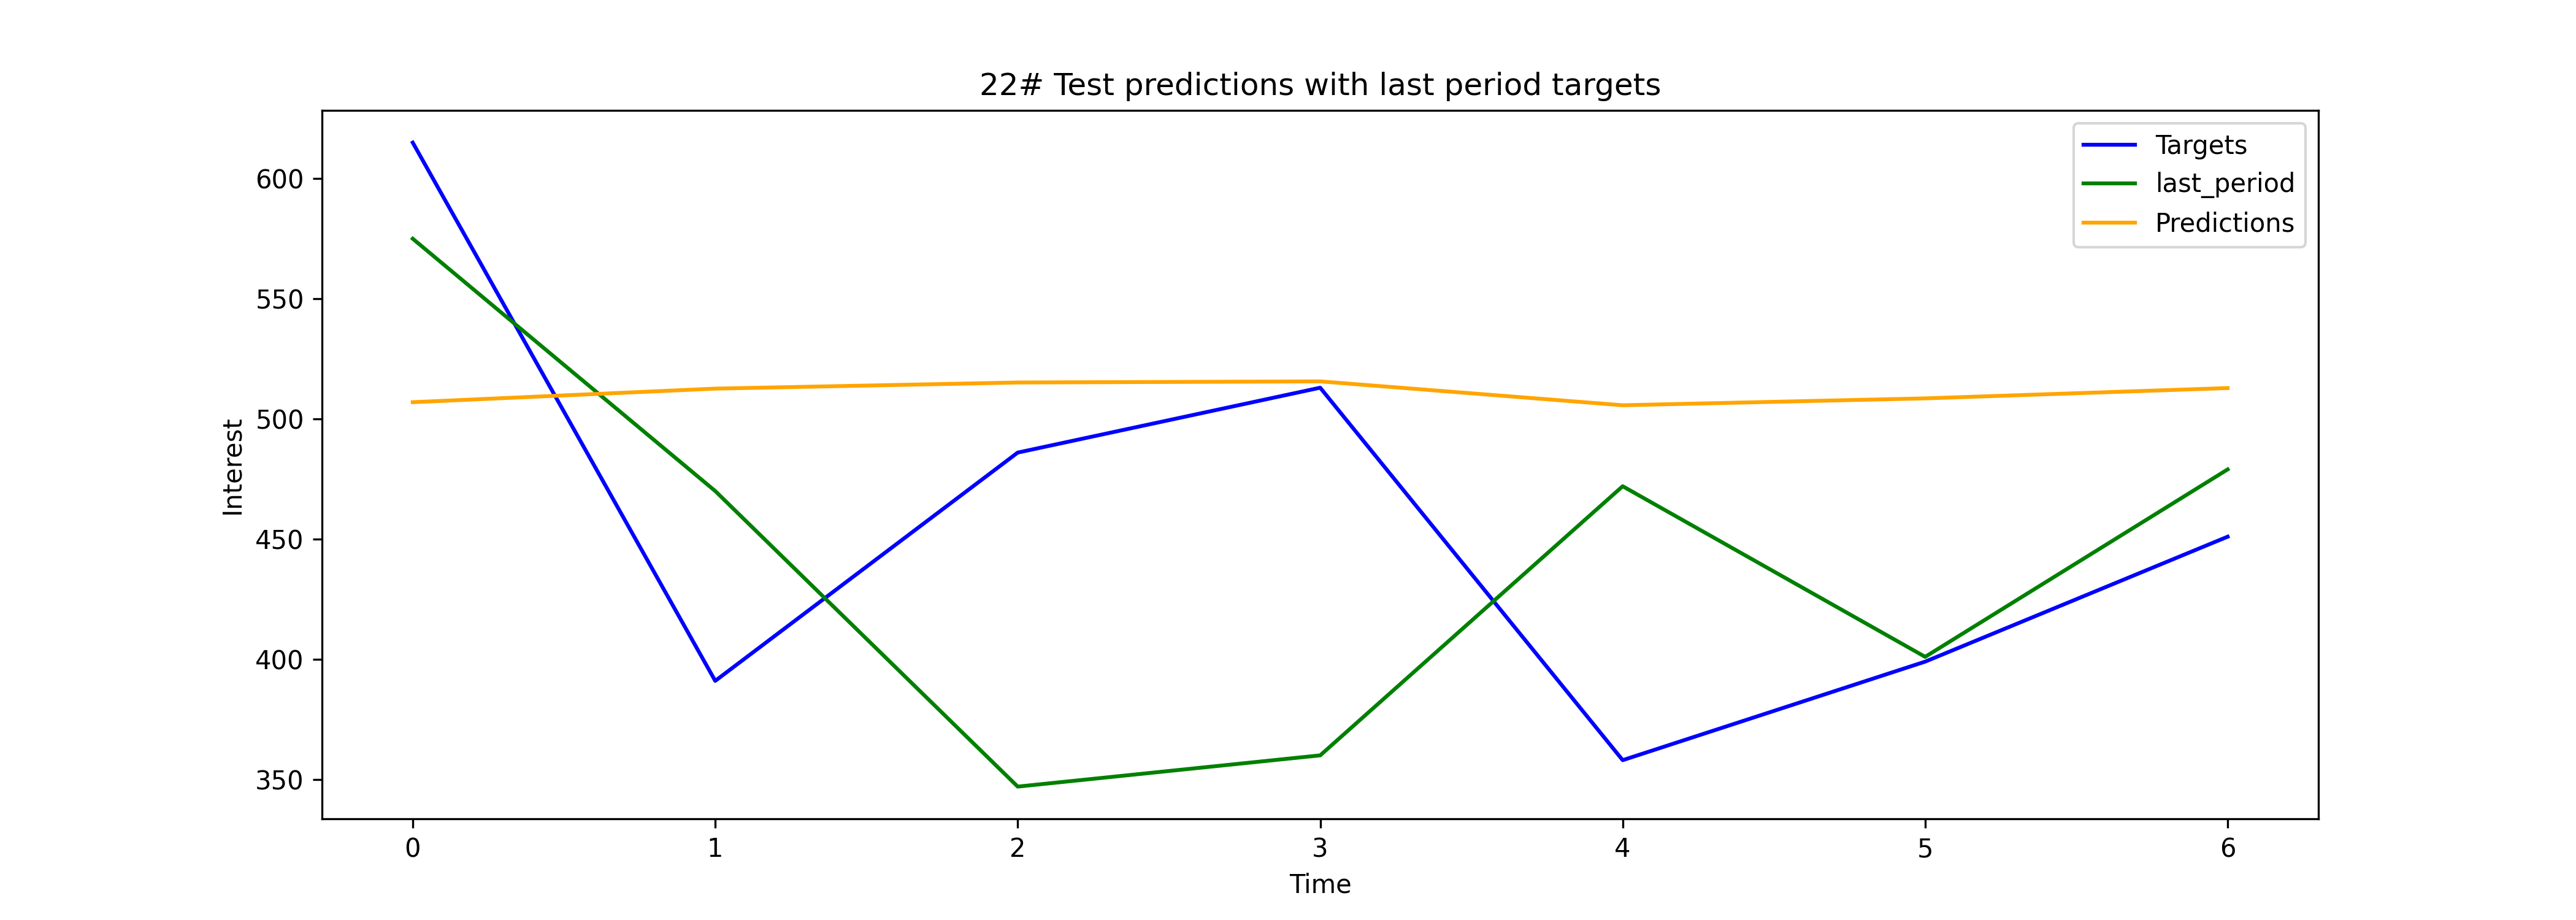 22# Test predictions with last period targets
Targets
last_period
Predictions
600
550
500
450
400
350
Interest
0 1 2 3 4 5 6
Time